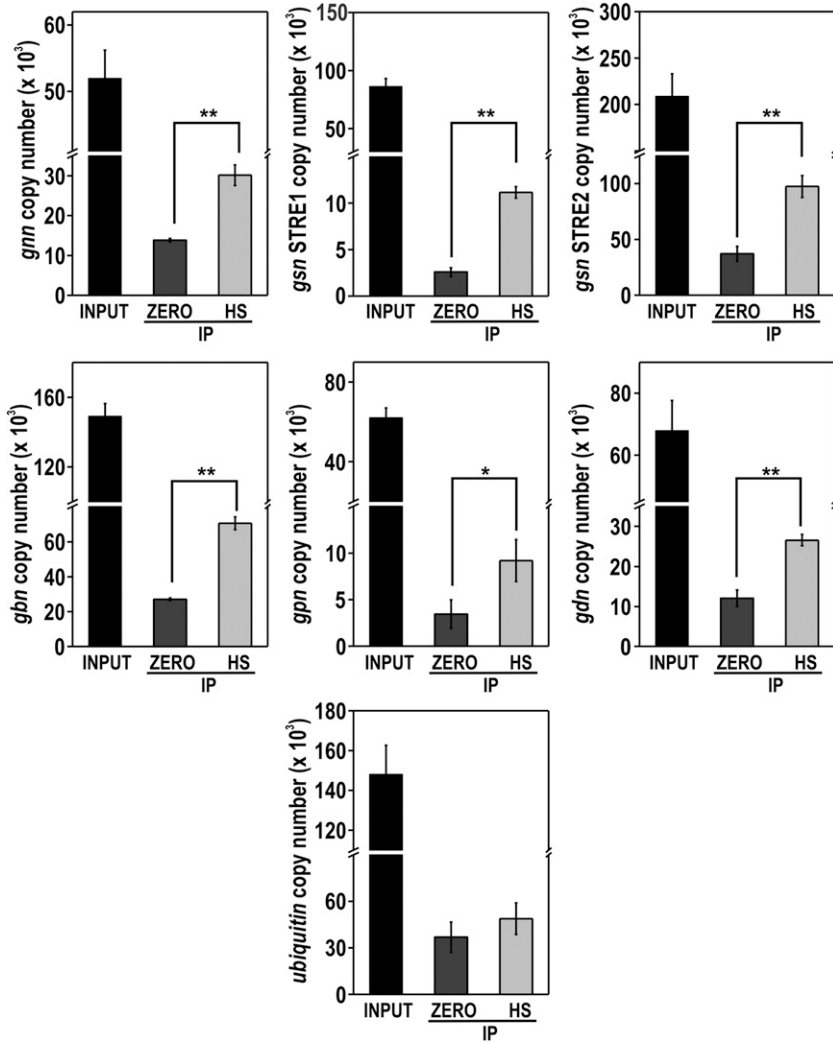 gnn copy number (x 10³)
60
50
30
20
10
0
**
INPUT ZERO HS
IP
gsn STRE1 copy number (x 10³)
150
100
50
10
5
0
**
INPUT ZERO HS
IP
gsn STRE2 copy number (x 10³)
300
200
100
50
0
**
INPUT ZERO HS
IP
gbn copy number (x 10³)
160
120
60
40
20
0
**
INPUT ZERO HS
IP
gpn copy number (x 10³)
80
40
10
5
0
*
INPUT ZERO HS
IP
gdn copy number (x 10³)
80
60
30
20
10
0
**
INPUT ZERO HS
IP
ubiquitin copy number (x 10³)
180
160
140
120
60
30
0
INPUT ZERO HS
IP